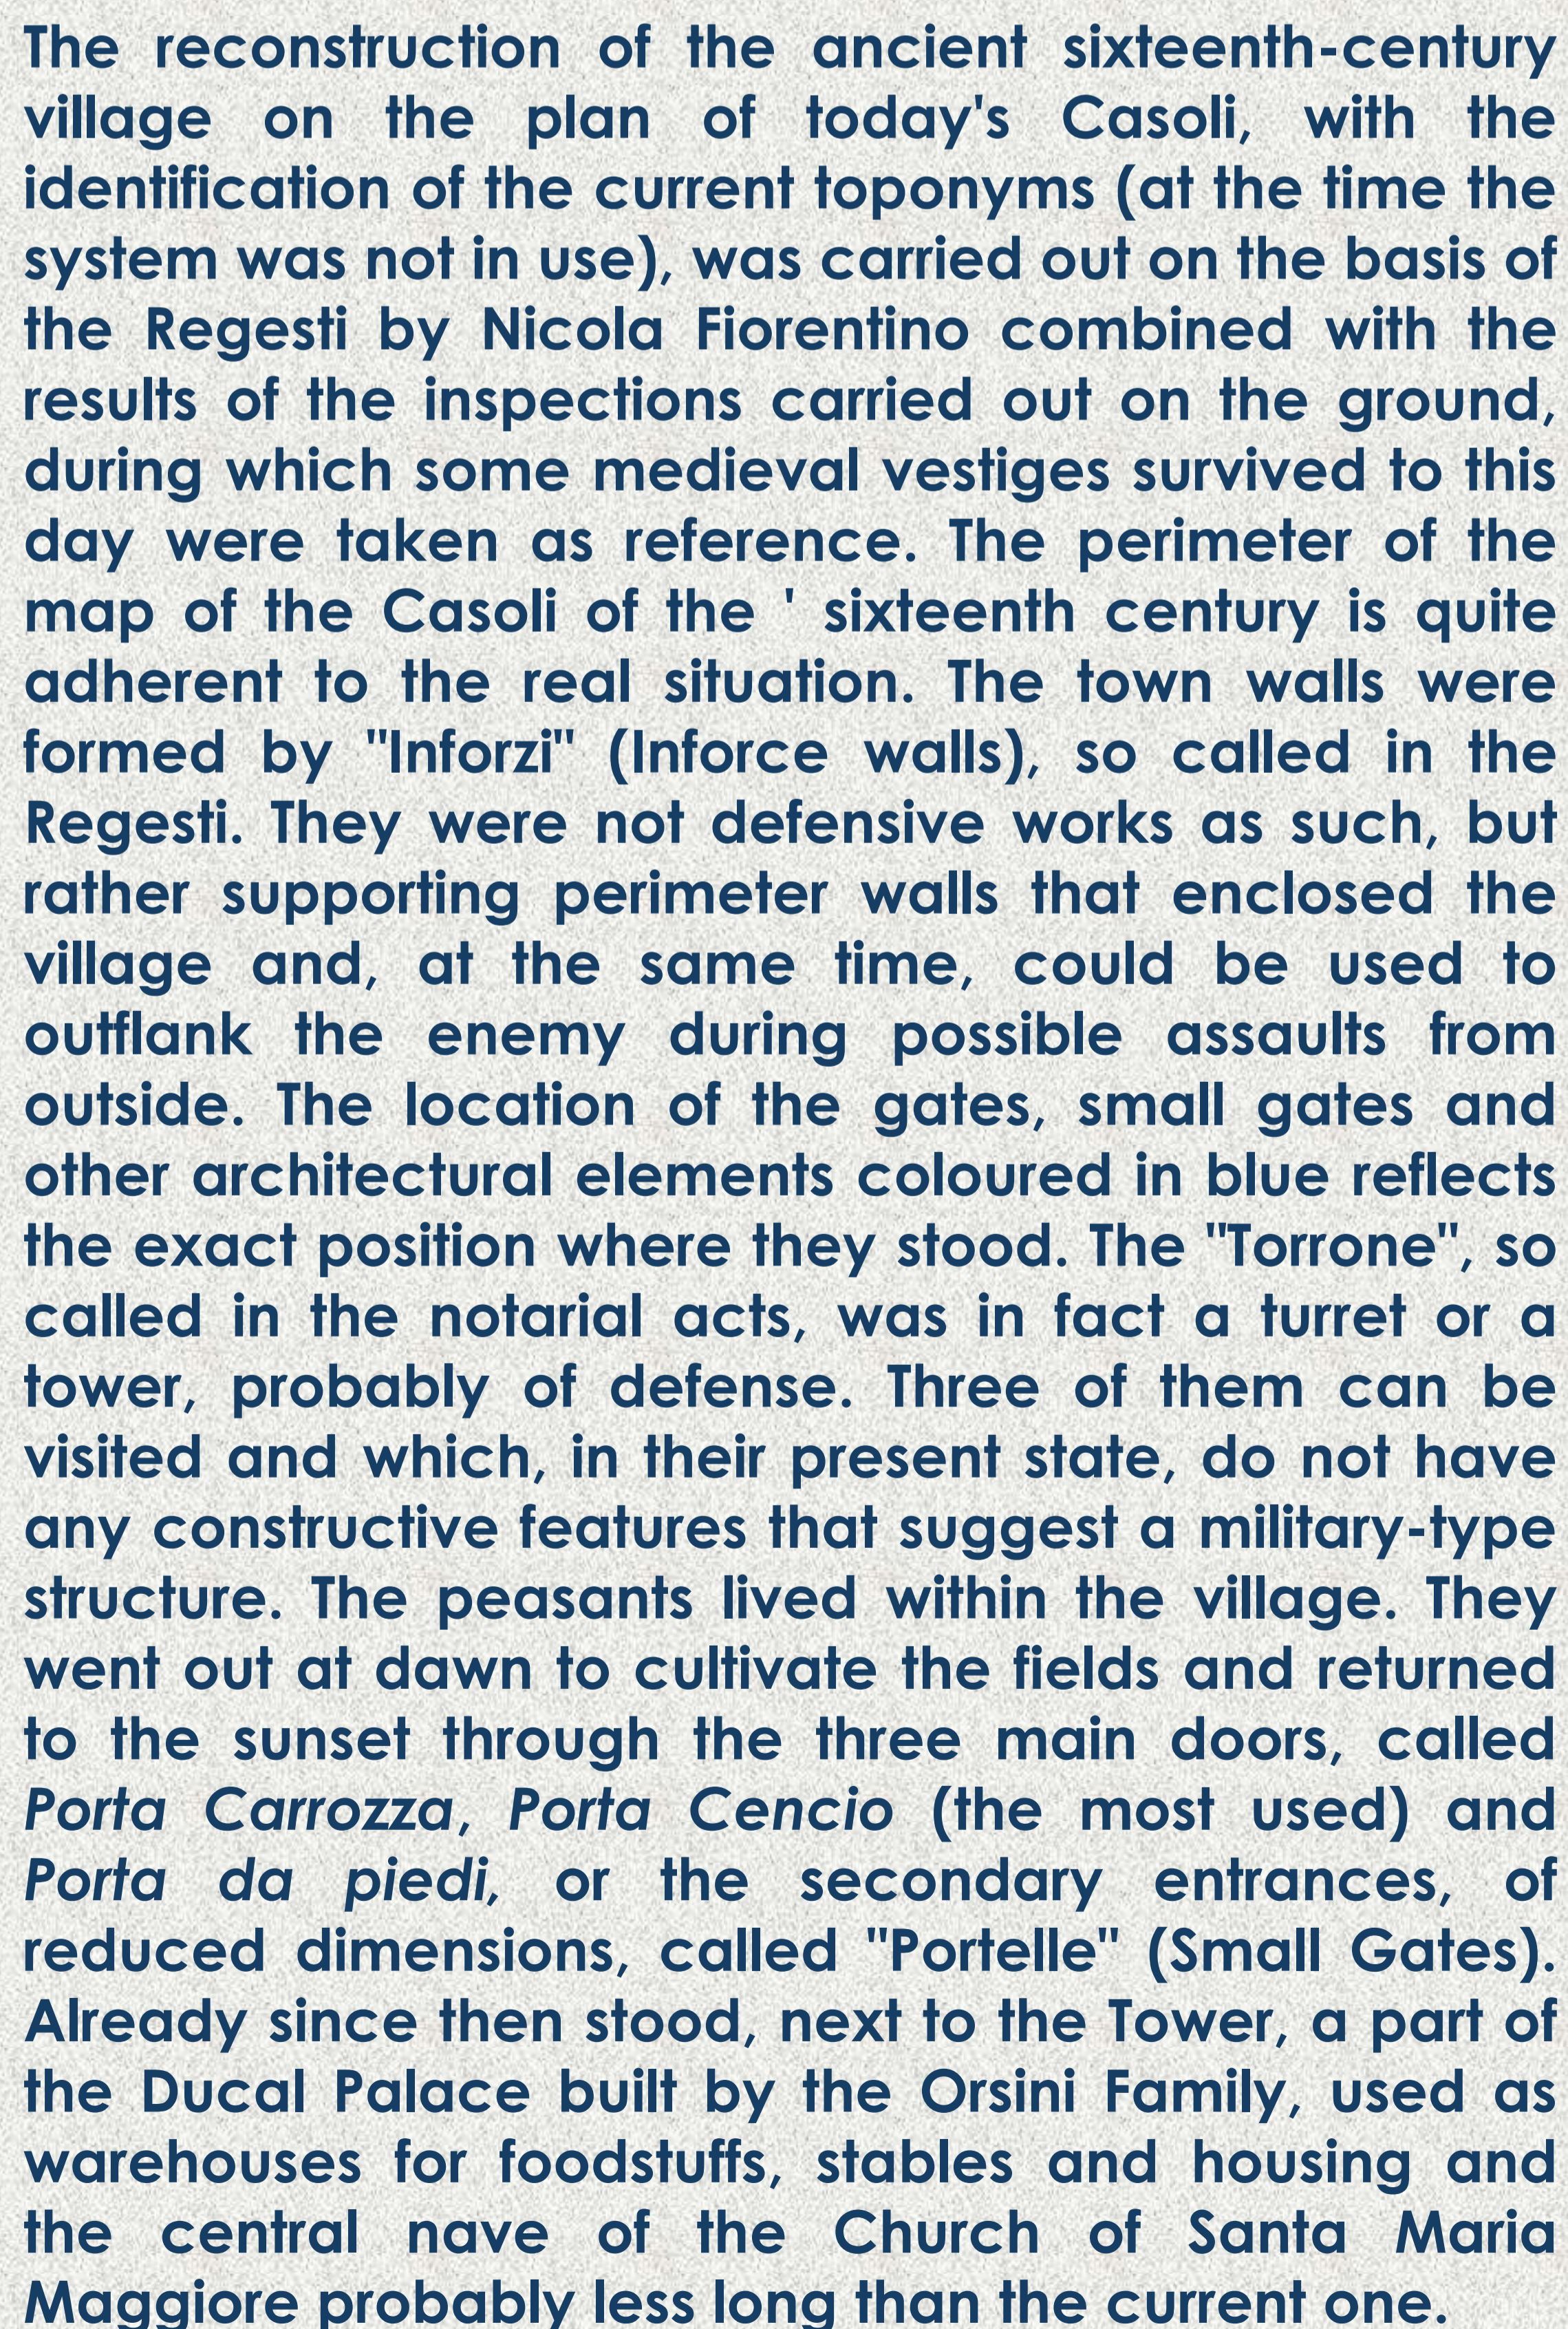 The reconstruction of the ancient sixteenth-century
village on the plan of today's Casoli, with the
identification of the current toponyms (at the time the
system was not in use), was carried out on the basis of
the Regesti by Nicola Fiorentino combined with the
results of the inspections carried out on the ground,
during which some medieval vestiges survived to this
day were taken as reference. The perimeter of the
map of the Casoli of the ' sixteenth century is quite
adherent to the real situation. The town walls were
formed by "Inforzi" (Inforce walls), so called in the
Regesti. They were not defensive works as such, but
rather supporting perimeter walls that enclosed the
village and, at the same time, could be used to
outflank the enemy during possible assaults from
outside. The location of the gates, small gates and
other architectural elements coloured in blue reflects
the exact position where they stood. The "Torrone", so
called in the notarial acts, was in fact a turret or a
tower, probably of defense. Three of them can be
visited and which, in their present state, do not have
any constructive features that suggest a military-type
structure. The peasants lived within the village. They
went out at dawn to cultivate the fields and returned
to the sunset through the three main doors, called
Porta Carrozza, Porta Cencio (the most used) and
Porta da piedi, or the secondary entrances, of
reduced dimensions, called "Portelle" (Small Gates).
Already since then stood, next to the Tower, a part of
the Ducal Palace built by the Orsini Family, used as
warehouses for foodstuffs, stables and housing and
the central nave of the Church of Santa Maria
Maggiore probably less long than the current one.